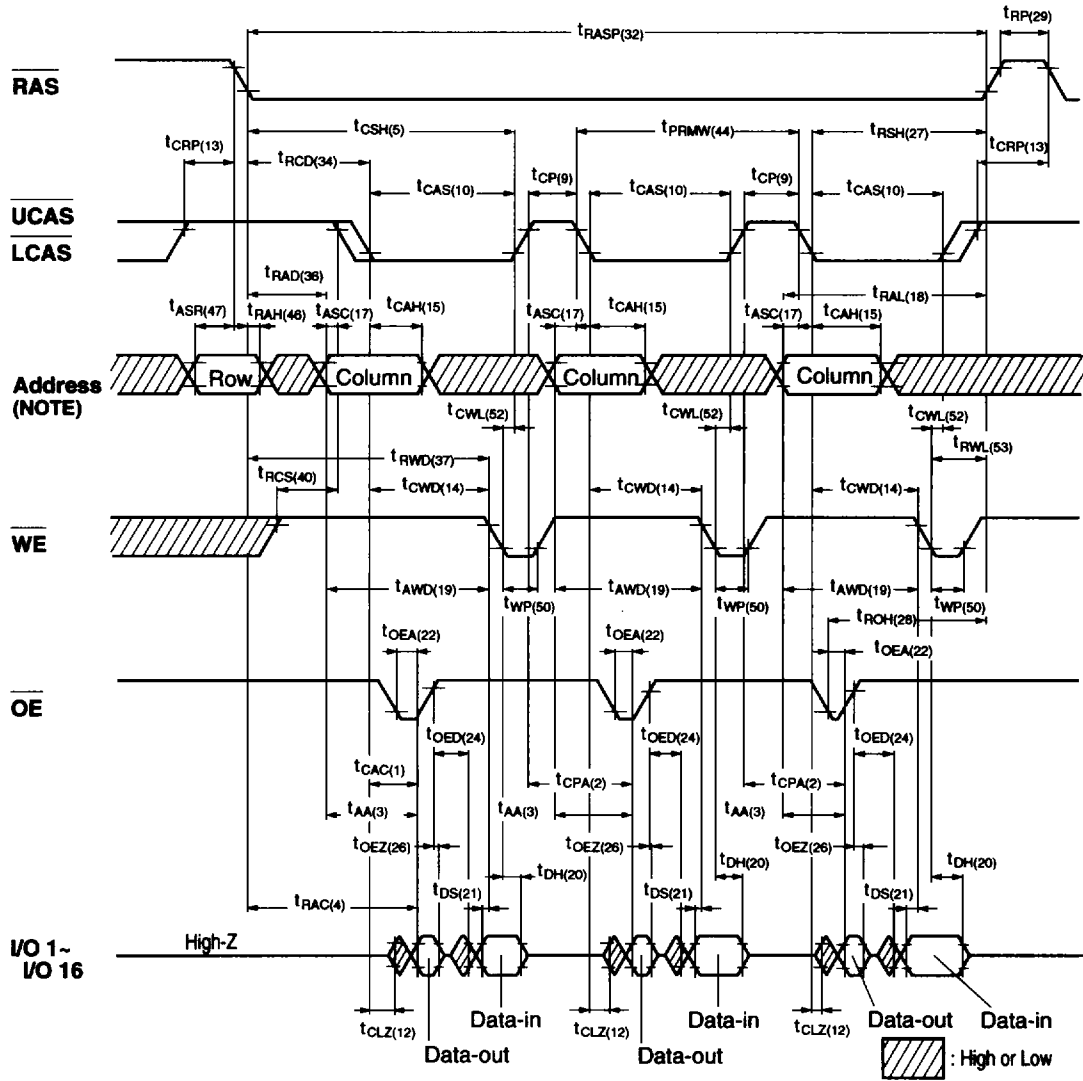 tRP(29)
tRASP(32)
RAS
tCSH(5) tPRMW(44) tRSH(27)
tCRP(13) tRCD(34) tCRP(13)
tCP(9) tCP(9)
tCAS(10) tCAS(10) tCAS(10)
UCAS
LCAS
tRAD(36) tRAL(18)
tASR(47) tRAH(46) tASC(17) tCAH(15) tASC(17) tCAH(15) tASC(17) tCAH(15)
Address
(NOTE)
Row Column Column Column
tCWL(52) tCWL(52) tCWL(52)
tRWD(37) tRWL(53)
tRCS(40) tCWD(14) tCWD(14) tCWD(14)
WE
tAWD(19) tWP(50) tAWD(19) tWP(50) tAWD(19) tWP(50)
tROH(28)
tOEA(22) tOEA(22) tOEA(22)
OE
tOED(24) tOED(24) tOED(24)
tCAC(1) tCPA(2) tCPA(2)
tAA(3) tAA(3) tAA(3)
tOEZ(26) tOEZ(26) tOEZ(26)
tDH(20) tDH(20) tDH(20)
tDS(21) tDS(21) tDS(21)
tRAC(4)
I/O 1~
I/O 16
High-Z
tCLZ(12) Data-in tCLZ(12) Data-in tCLZ(12) Data-out Data-in
Data-out Data-out
: High or Low